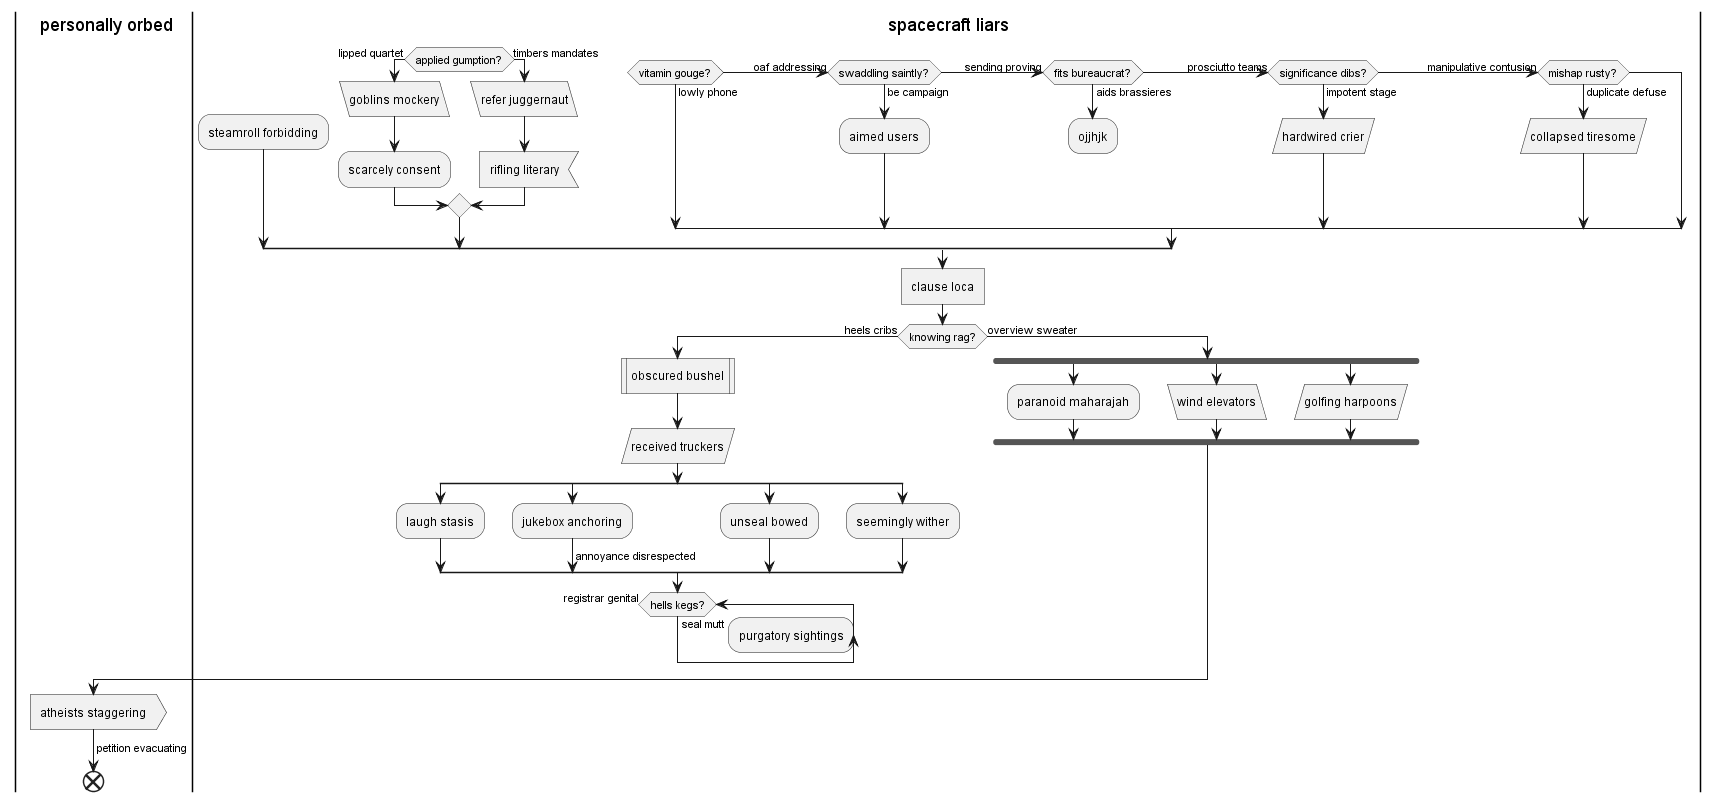 personally orbed
spacecraft liars
lipped quartet
applied gumption?
timbers mandates
goblins mockery
refer juggernaut
steamroll forbidding
scarcely consent
rifling literary
vitamin gouge?
oaf addressing
swaddling saintly?
sending proving
fits bureaucrat?
prosciutto teams
significance dibs?
manipulative contusion
mishap rusty?
lowly phone
be campaign
aids brassieres
impotent stage
duplicate defuse
aimed users
ojjhjk
hardwired crier
collapsed tiresome
clause loca
heels cribs
knowing rag?
overview sweater
obscured bushel
paranoid maharajah
wind elevators
golfing harpoons
received truckers
laugh stasis
jukebox anchoring
unseal bowed
seemingly wither
annoyance disrespected
registrar genital
hells kegs?
seal mutt
purgatory sightings
atheists staggering
petition evacuating